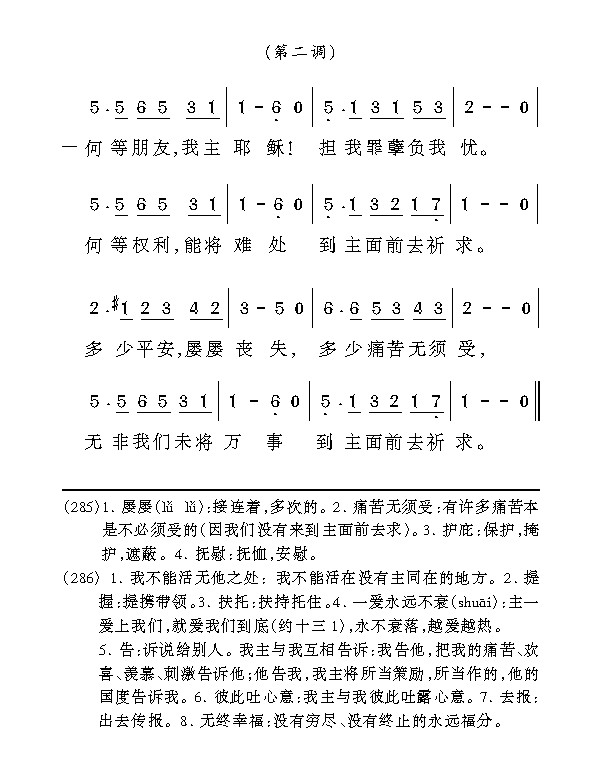 (第二调)
5·5 6 5 3 1 | 1 - 6 0 | 5·1 3 1 5 3 | 2 - - 0 |
一何等朋友,我主耶稣! 担我罪孽负我忧。
5·5 6 5 3 1 | 1 - 6 0 | 5·1 3 2 1 7 | 1 - - 0 |
何等权利,能将难处 到主面前去祈求。
2·#1 2 3 4 2 | 3 - 5 0 | 6·6 5 3 4 3 | 2 - - 0 |
多少平安,屡屡丧失, 多少痛苦无须受,
5·5 6 5 3 1 | 1 - 6 0 | 5·1 3 2 1 7 | 1 - - 0 ‖
无非我们未将万事 到主面前去祈求。
(285)1. 屡屡(lǚ lǚ):接连着,多次的。2. 痛苦无须受:有许多痛苦本
是不必须受的(因我们没有来到主面前去求)。3. 护庇:保护,掩
护,遮蔽。4. 抚慰:抚恤,安慰。
(286) 1. 我不能活无他之处: 我不能活在没有主同在的地方。2. 提
握:提携带领。3. 扶托:扶持托住。4. 一爱永远不衰(shuāi):主一
爱上我们,就爱我们到底(约十三1),永不衰落,越爱越热。
5. 告:诉说给别人。我主与我互相告诉:我告他,把我的痛苦、欢
喜、羡慕、刺激告诉他;他告我,我主将所当策励,所当作的,他的
国度告诉我。6. 彼此吐心意:我主与我彼此吐露心意。7. 去报:
出去传报。8. 无终幸福:没有穷尽、没有终止的永远福分。